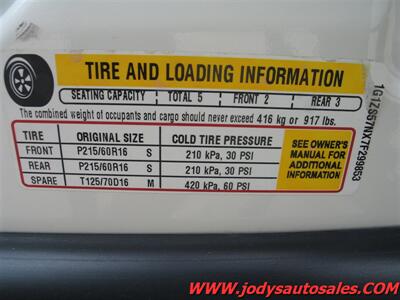 TIRE AND LOADING INFORMATION
SEATING CAPACITY | TOTAL 5 | FRONT 2 | REAR 3
The combined weight of occupants and cargo should never exceed 416 kg or 917 lbs.
TIRE ORIGINAL SIZE COLD TIRE PRESSURE
FRONT P215/60R16 S 210 kPa, 30 PSI
REAR P215/60R16 S 210 kPa, 30 PSI
SPARE T125/70D16 M 420 kPa, 60 PSI
SEE OWNER'S
MANUAL FOR
ADDITIONAL
INFORMATION
1G1ZS57NX7F299853
www.jodysautosales.com